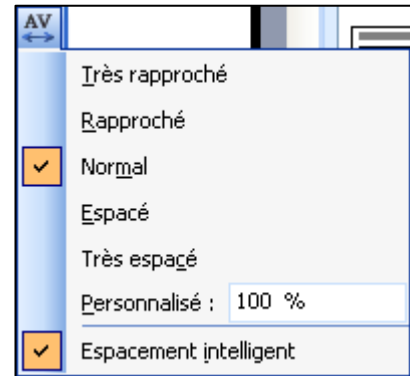 AV
Très rapproché
Rapproché
Normal
Espacé
Très espacé
Personnalisé : 100 %
Espacement intelligent